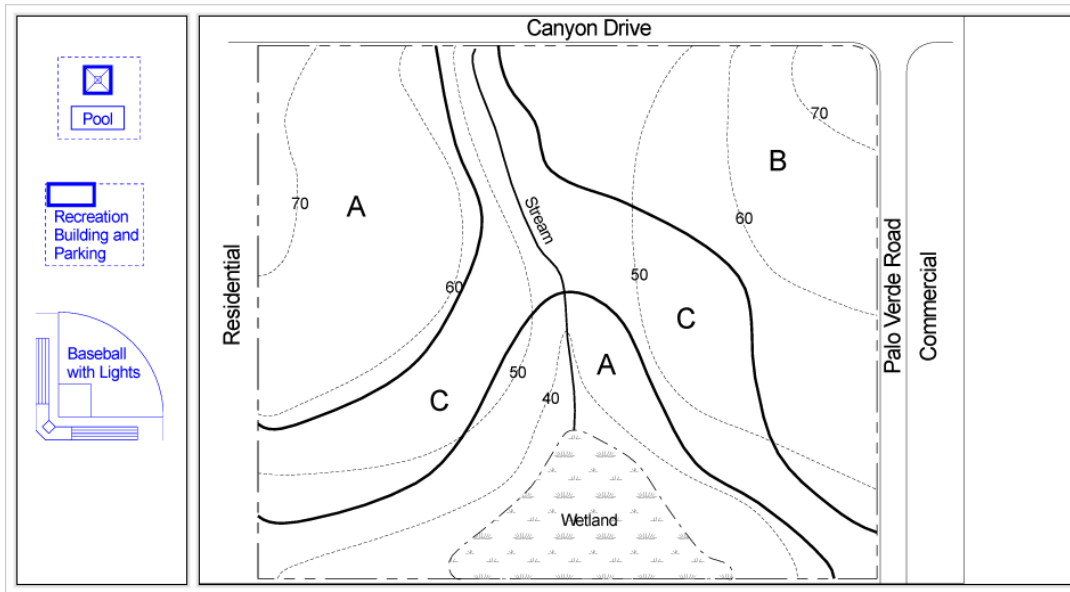 Pool
Recreation
Building and
Parking
Baseball
with Lights
Canyon Drive
70
B
A
70
Stream
60
Residential
60
50
C
Palo Verde Road
Commercial
A
50
C
40
Wetland